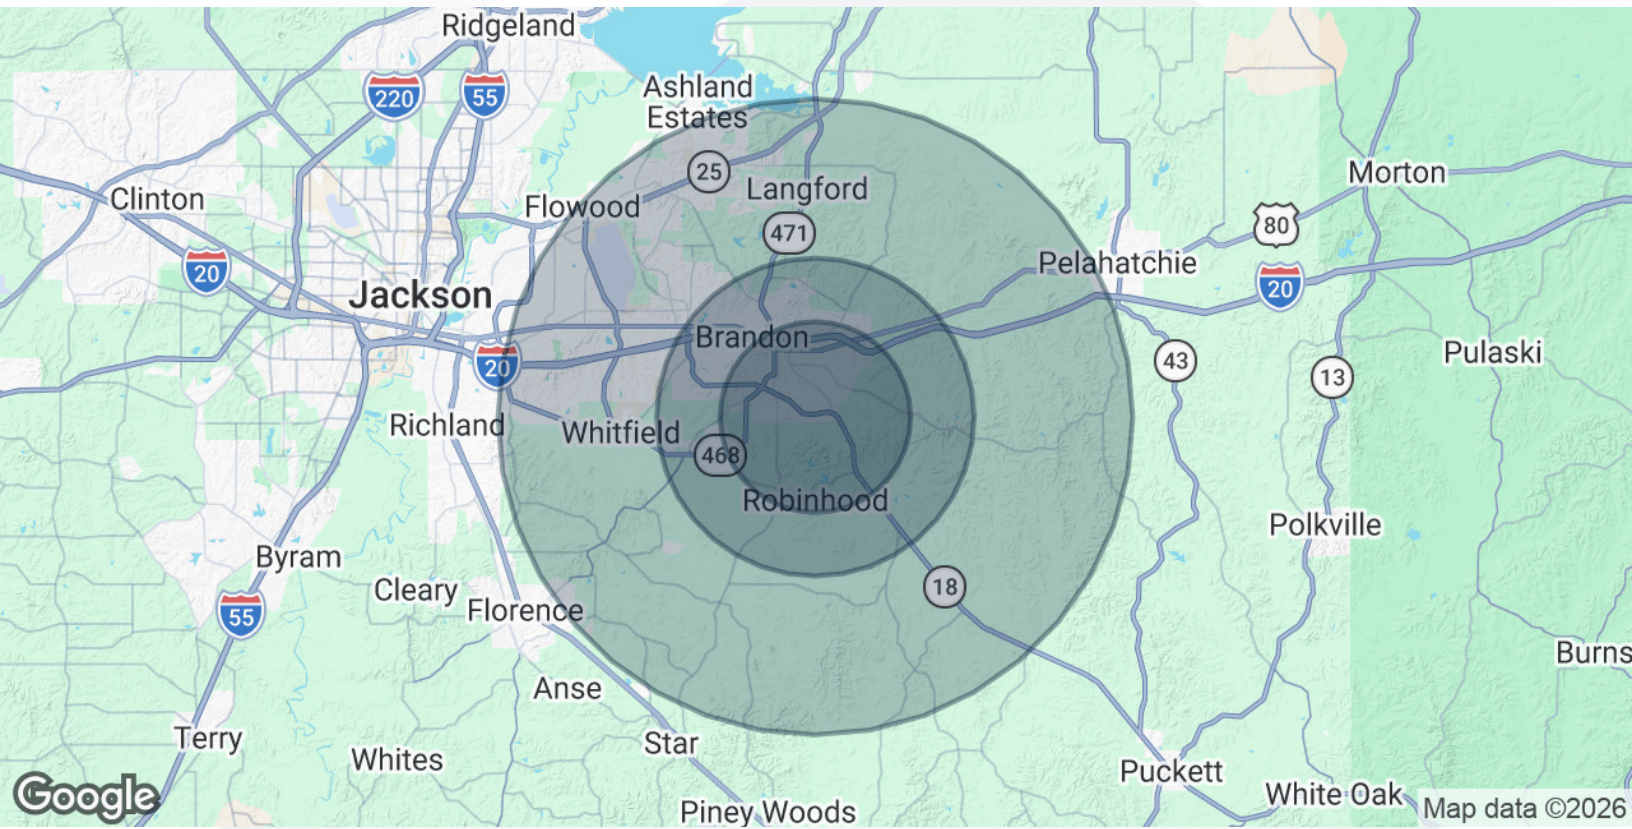 Ridgeland
220
55
Ashland
Estates
25
Langford
Morton
Clinton
Flowood
471
80
20
Pelahatchie
20
Jackson
Brandon
20
43
13
Pulaski
Richland
Whitfield
468
Robinhood
Polkville
Byram
Cleary
Florence
18
55
Burns
Anse
Terry
Star
Whites
Puckett
White Oak
Google
Piney Woods
Map data ©2026